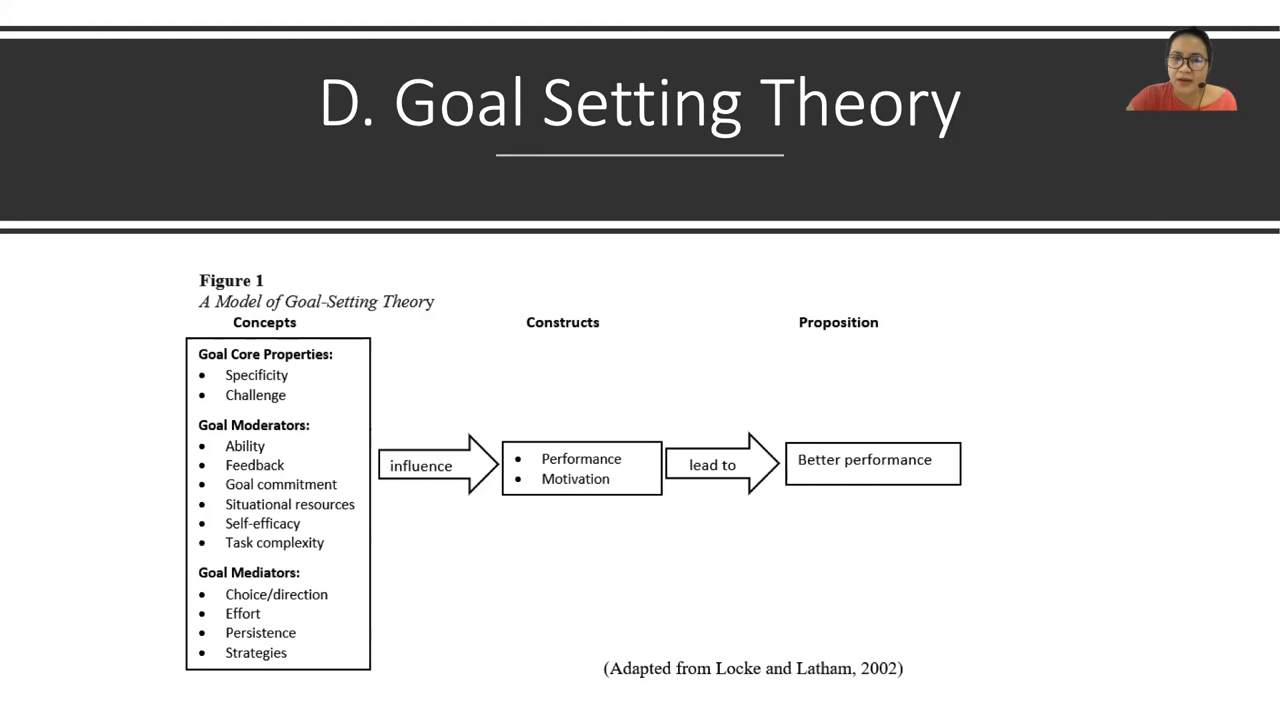 D. Goal Setting Theory
Figure 1
A Model of Goal-Setting Theory
Concepts
Constructs
Proposition
Goal Core Properties:
• Specificity
• Challenge
Goal Moderators:
• Ability
• Feedback
• Goal commitment
• Situational resources
• Self-efficacy
• Task complexity
Goal Mediators:
• Choice/direction
• Effort
• Persistence
• Strategies
influence
• Performance
• Motivation
lead to
Better performance
(Adapted from Locke and Latham, 2002)